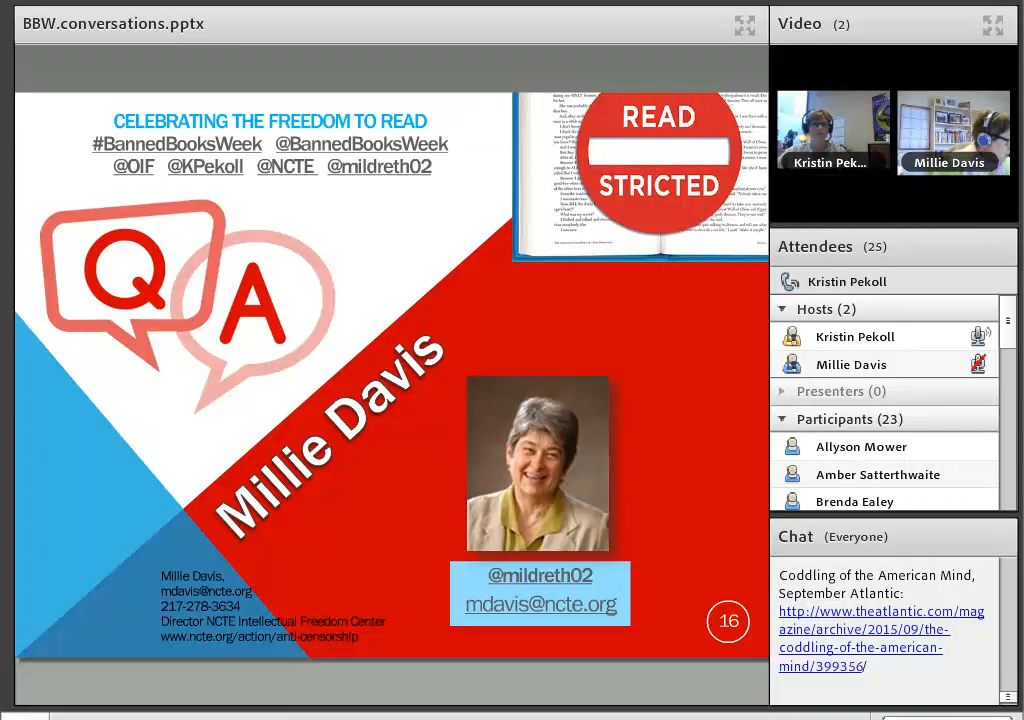 BBW.conversations.pptx
CELEBRATING THE FREEDOM TO READ
#BannedBooksWeek @BannedBooksWeek
@OIF @KPekoll @NCTE @mildreth02
READ
STRICTED
Q
A
Millie Davis
@mildreth02
mdavis@ncte.org
Millie Davis,
mdavis@ncte.org
217-278-3634
Director NCTE Intellectual Freedom Center
www.ncte.org/action/anti-censorship
16
Video (2)
Kristin Pek...
Millie Davis
Attendees (25)
Kristin Pekoll
Hosts (2)
Kristin Pekoll
Millie Davis
Presenters (0)
Participants (23)
Allyson Mower
Amber Satterthwaite
Brenda Ealey
Chat (Everyone)
Coddling of the American Mind,
September Atlantic:
http://www.theatlantic.com/mag
azine/archive/2015/09/the-
coddling-of-the-american-
mind/399356/